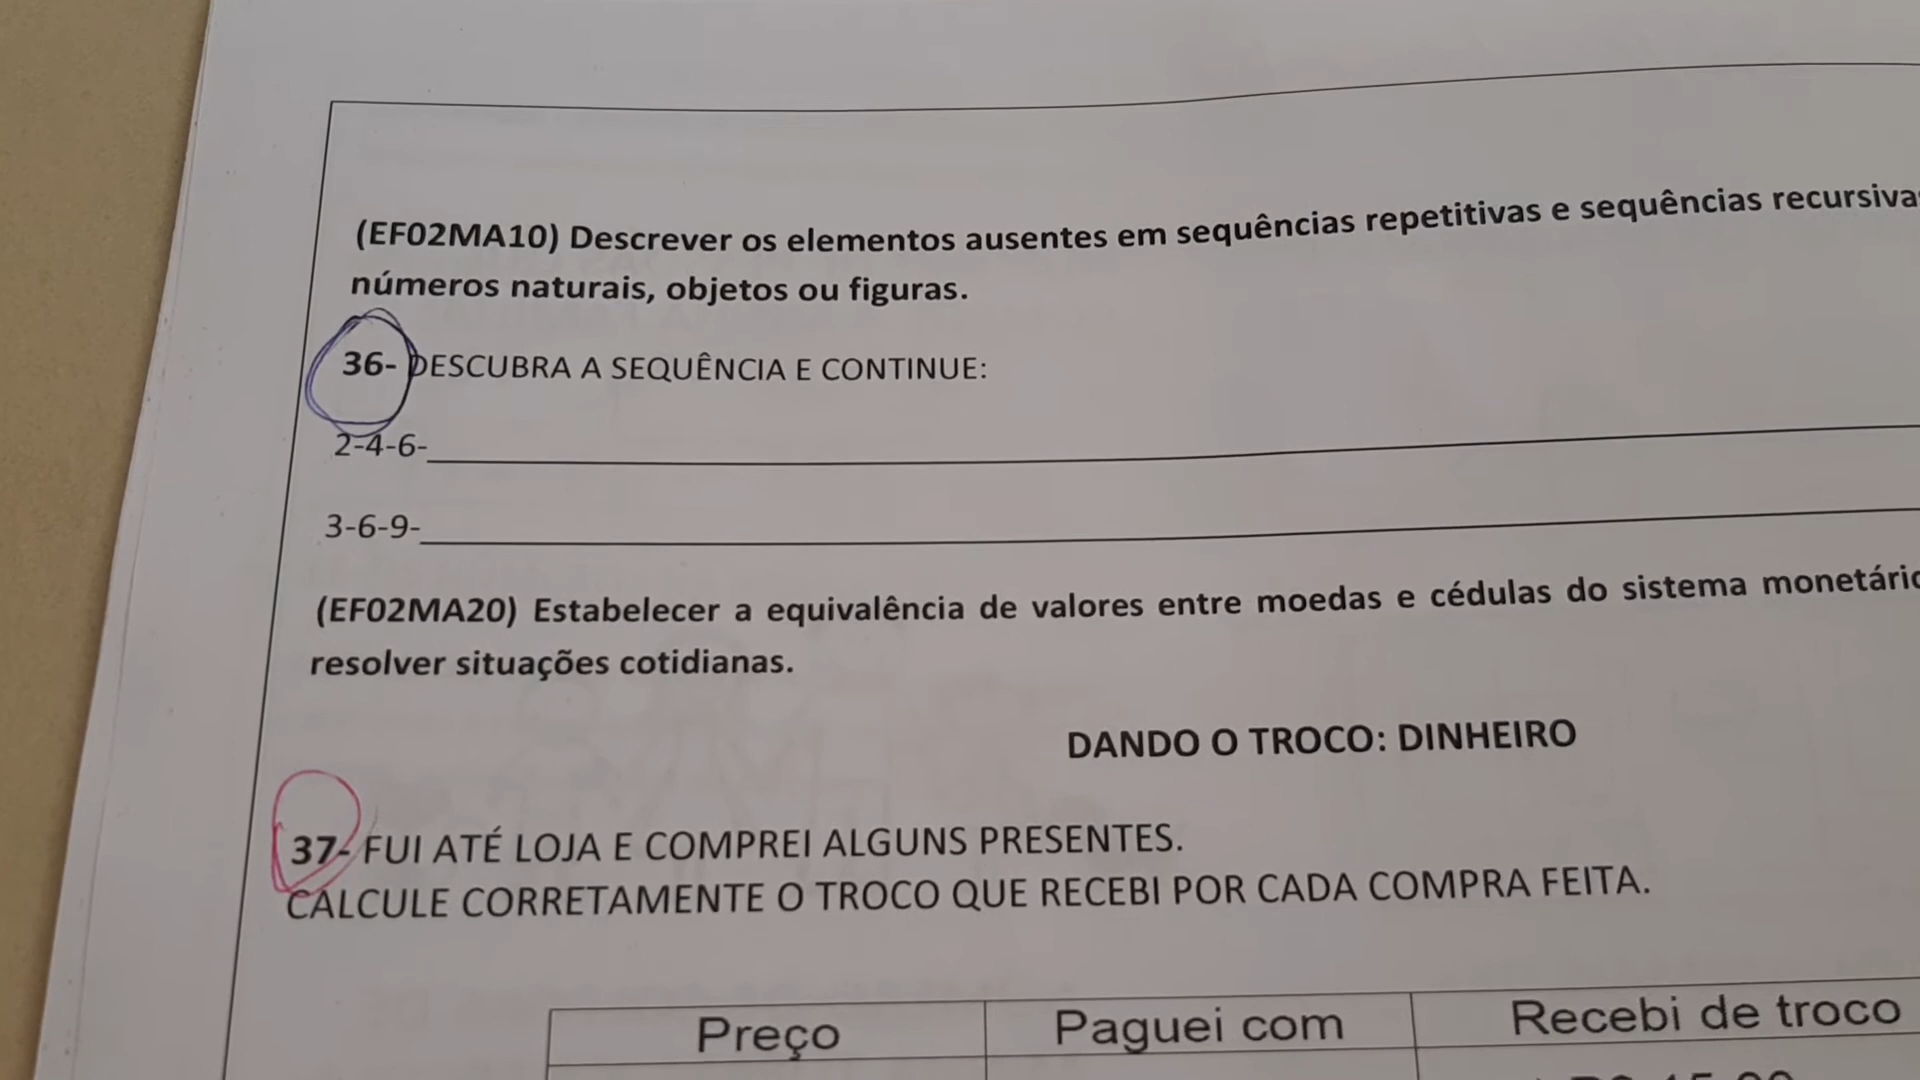 (EF02MA10) Descrever os elementos ausentes em sequências repetitivas e sequências recursivas
números naturais, objetos ou figuras.
36- DESCUBRA A SEQUÊNCIA E CONTINUE:
2-4-6-
3-6-9-
(EF02MA20) Estabelecer a equivalência de valores entre moedas e cédulas do sistema monetário
resolver situações cotidianas.
DANDO O TROCO: DINHEIRO
37- FUI ATÉ LOJA E COMPREI ALGUNS PRESENTES.
CALCULE CORRETAMENTE O TROCO QUE RECEBI POR CADA COMPRA FEITA.
Preço Paguei com Recebi de troco